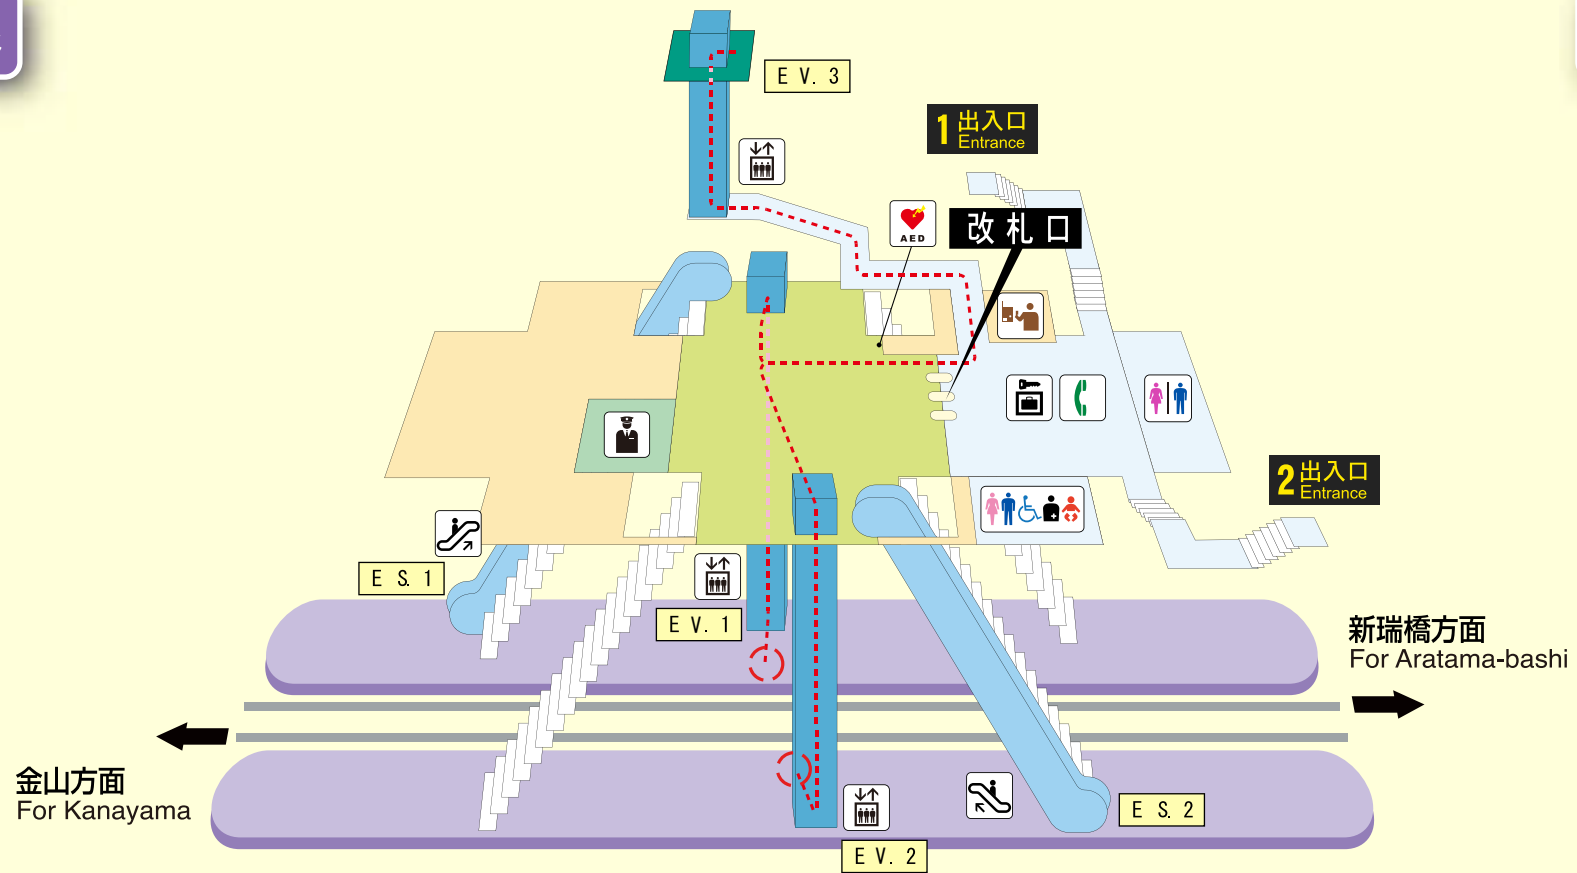 E V. 3
1 出入口
Entrance
AED
改札口
2 出入口
Entrance
E S. 1
E V. 1
新瑞橋方面
For Aratama-bashi
金山方面
For Kanayama
E S. 2
E V. 2